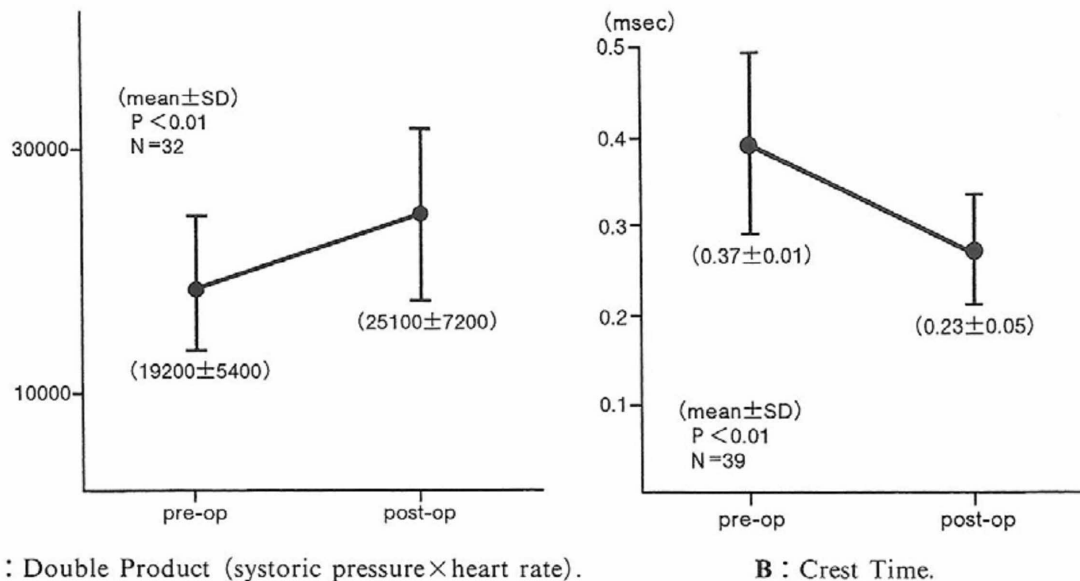 (mean±SD)
P<0.01
N=32
30000
10000
(19200±5400)
(25100±7200)
pre-op
post-op
: Double Product (systoric pressure×heart rate).
(msec)
0.5
0.4
0.3
0.2
0.1
(0.37±0.01)
(0.23±0.05)
(mean±SD)
P<0.01
N=39
pre-op
post-op
B : Crest Time.